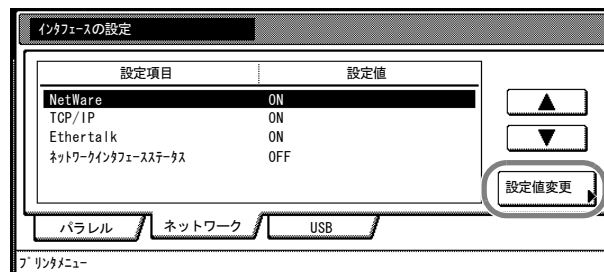 インタフェースの設定
設定項目 設定値
NetWare ON
TCP/IP ON
Ethertalk ON
ネットワークインタフェースステータス OFF
設定値変更
パラレル ネットワーク USB
プリンタメニュー